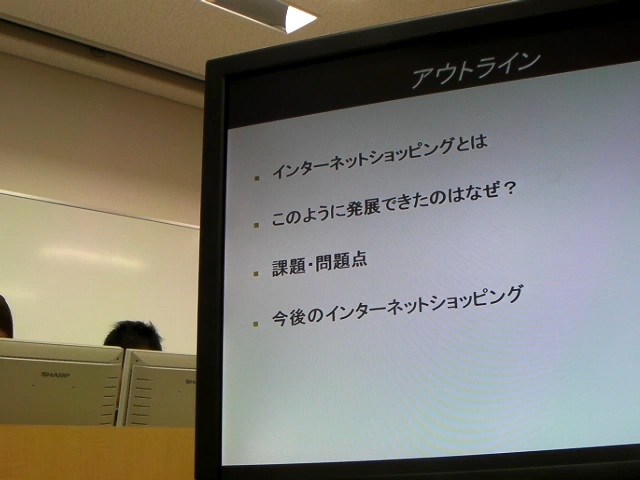 アウトライン
インターネットショッピングとは
このように発展できたのはなぜ？
課題・問題点
今後のインターネットショッピング
SHARP